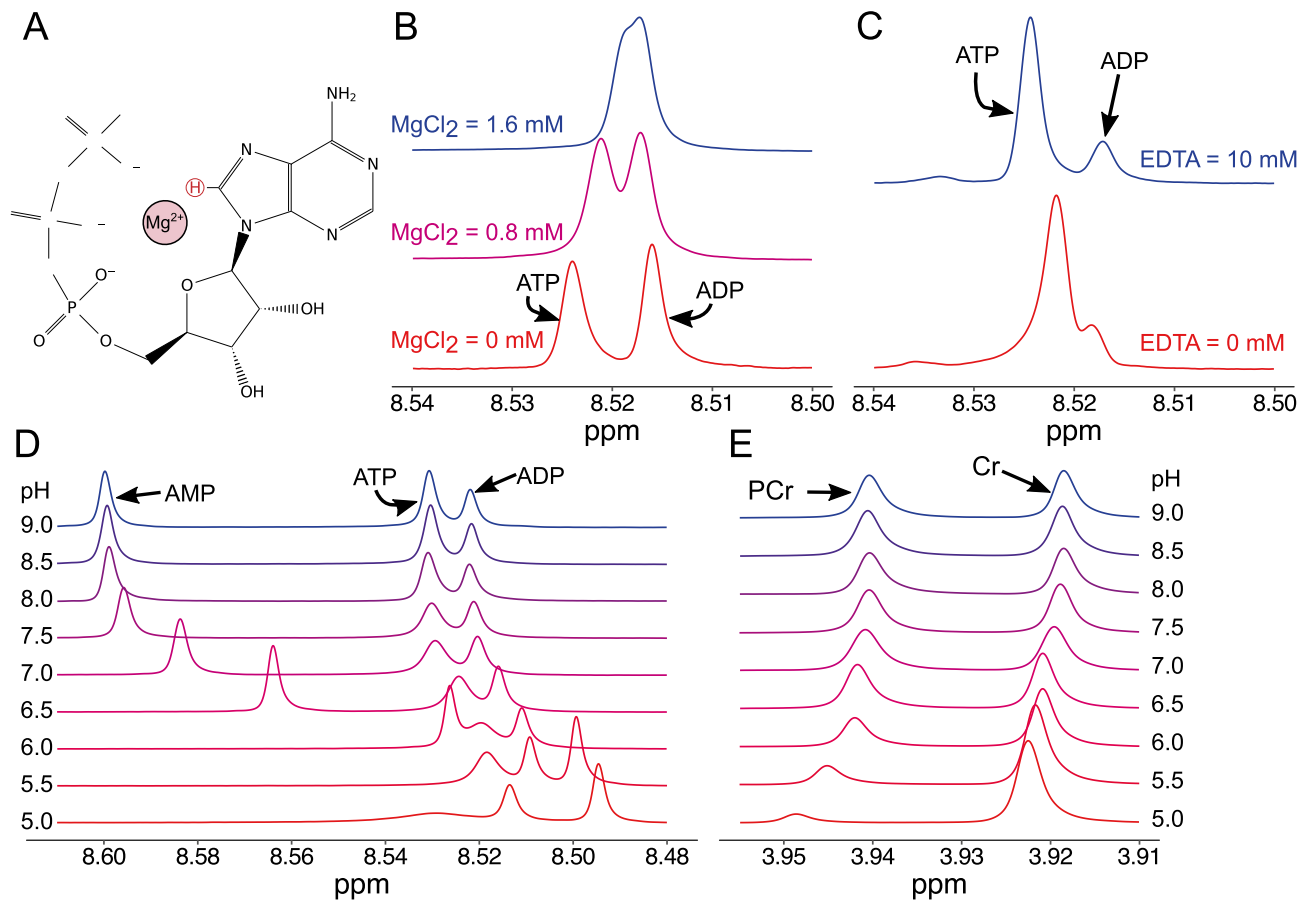 A
NH₂
N
N
H
Mg²⁺
N
N
O⁻
O
OH
P
O
O
OH
B
MgCl₂ = 1.6 mM
MgCl₂ = 0.8 mM
ATP
ADP
MgCl₂ = 0 mM
8.54 8.53 8.52 8.51 8.50
ppm
C
ATP
ADP
EDTA = 10 mM
EDTA = 0 mM
8.54 8.53 8.52 8.51 8.50
ppm
D
pH
AMP
ATP
ADP
9.0
8.5
8.0
7.5
7.0
6.5
6.0
5.5
5.0
8.60 8.58 8.56 8.54 8.52 8.50 8.48
ppm
E
PCr
Cr
pH
9.0
8.5
8.0
7.5
7.0
6.5
6.0
5.5
5.0
3.95 3.94 3.93 3.92 3.91
ppm